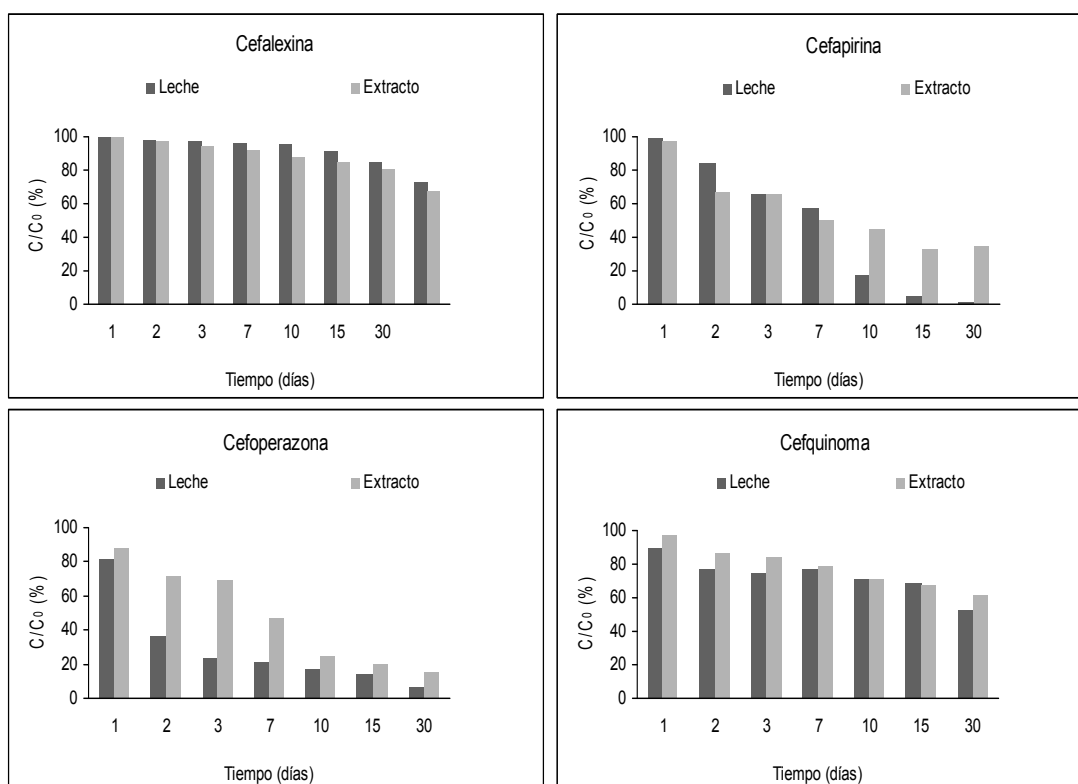 Cefalexina
Leche Extracto
100
80
60
40
20
0
C/C0 (%)
1 2 3 7 10 15 30
Tiempo (días)
Cefapirina
Leche Extracto
100
80
60
40
20
0
C/C0 (%)
1 2 3 7 10 15 30
Tiempo (días)
Cefoperazona
Leche Extracto
100
80
60
40
20
0
C/C0 (%)
1 2 3 7 10 15 30
Tiempo (días)
Cefquinoma
Leche Extracto
100
80
60
40
20
0
C/C0 (%)
1 2 3 7 10 15 30
Tiempo (días)